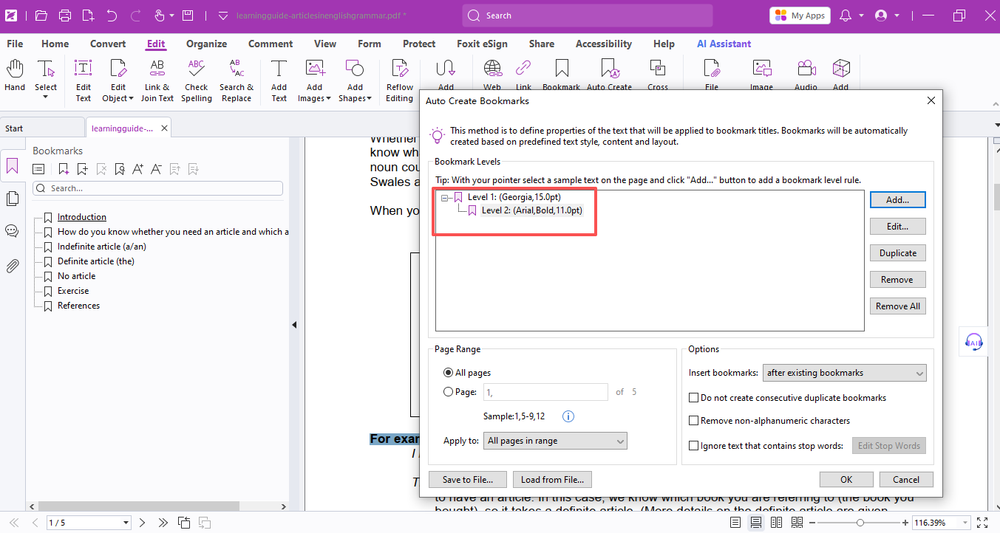 learningguide-articlesinenglishgrammar.pdf *
Search
My Apps
File Home Convert Edit Organize Comment View Form Protect Foxit eSign Share Accessibility Help AI Assistant
Hand
Select
Edit Text
Edit Object
Link & Join Text
Check Spelling
Search & Replace
Add Text
Add Images
Add Shapes
Reflow Editing
Add
Web
Link
Bookmark
Auto Create
Cross
File
Image
Audio
Add
Start
learningguide-...
Bookmarks
Search...
Introduction
How do you know whether you need an article and which a
Indefinite article (a/an)
Definite article (the)
No article
Exercise
References
Whether
know wh
noun cou
Swales a
When yo
For exam
I
T
to have an article. In this case, we know which book you are referring to (the book you
bought), so it takes a definite article. (More details on the definite article are given
Auto Create Bookmarks
This method is to define properties of the text that will be applied to bookmark titles. Bookmarks will be automatically
created based on predefined text style, content and layout.
Bookmark Levels
Tip: With your pointer select a sample text on the page and click "Add..." button to add a bookmark level rule.
Level 1: (Georgia,15.0pt)
Level 2: (Arial,Bold,11.0pt)
Add...
Edit...
Duplicate
Remove
Remove All
Page Range
All pages
Page: 1, of 5
Sample:1,5-9,12
Apply to: All pages in range
Options
Insert bookmarks: after existing bookmarks
Do not create consecutive duplicate bookmarks
Remove non-alphanumeric characters
Ignore text that contains stop words: Edit Stop Words
Save to File... Load from File... OK Cancel
AI
1 / 5
116.39%